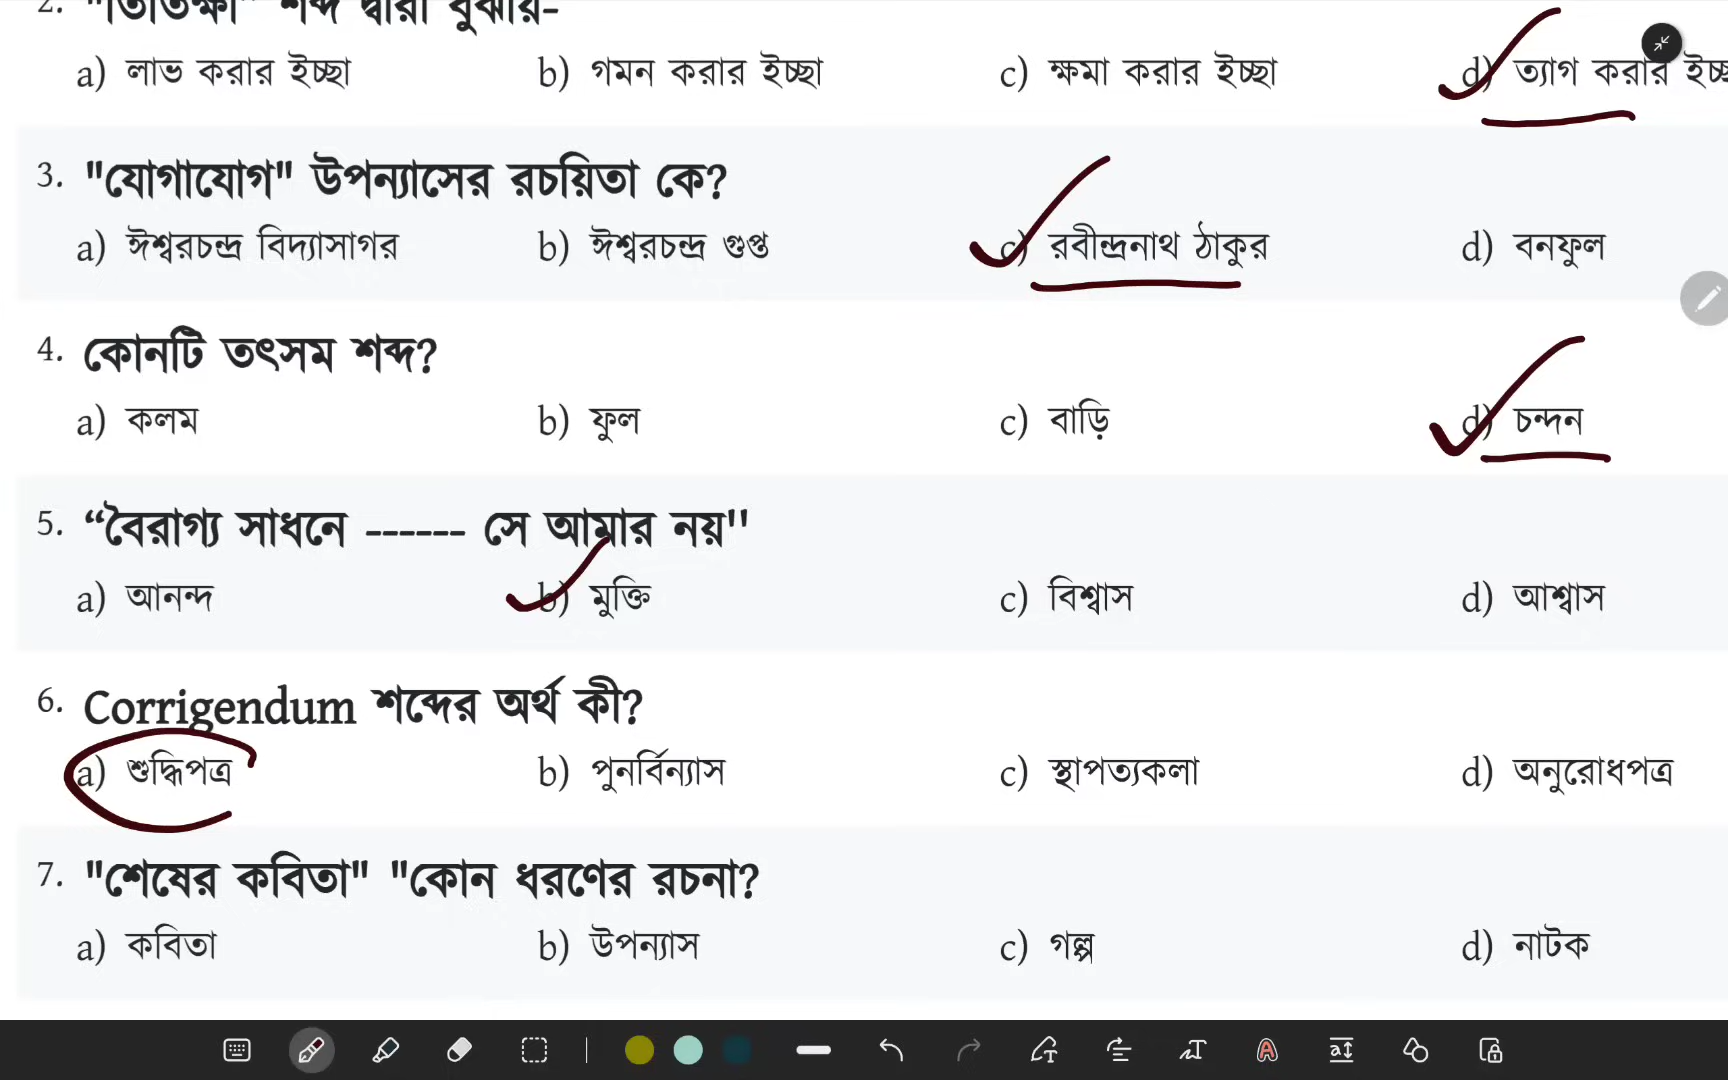 2. "তিতিক্ষা" শব্দ দ্বারা বুঝায়-
a) লাভ করার ইচ্ছা b) গমন করার ইচ্ছা c) ক্ষমা করার ইচ্ছা d) ত্যাগ করার
3. "যোগাযোগ" উপন্যাসের রচয়িতা কে?
a) ঈশ্বরচন্দ্র বিদ্যাসাগর b) ঈশ্বরচন্দ্র গুপ্ত c) রবীন্দ্রনাথ ঠাকুর d) বনফুল
4. কোনটি তৎসম শব্দ?
a) কলম b) ফুল c) বাড়ি d) চন্দন
5. “বৈরাগ্য সাধনে ------ সে আমার নয়''
a) আনন্দ b) মুক্তি c) বিশ্বাস d) আশ্বাস
6. Corrigendum শব্দের অর্থ কী?
a) শুদ্ধিপত্র b) পুনর্বিন্যাস c) স্থাপত্যকলা d) অনুরোধপত্র
7. "শেষের কবিতা" "কোন ধরণের রচনা?
a) কবিতা b) উপন্যাস c) গল্প d) নাটক